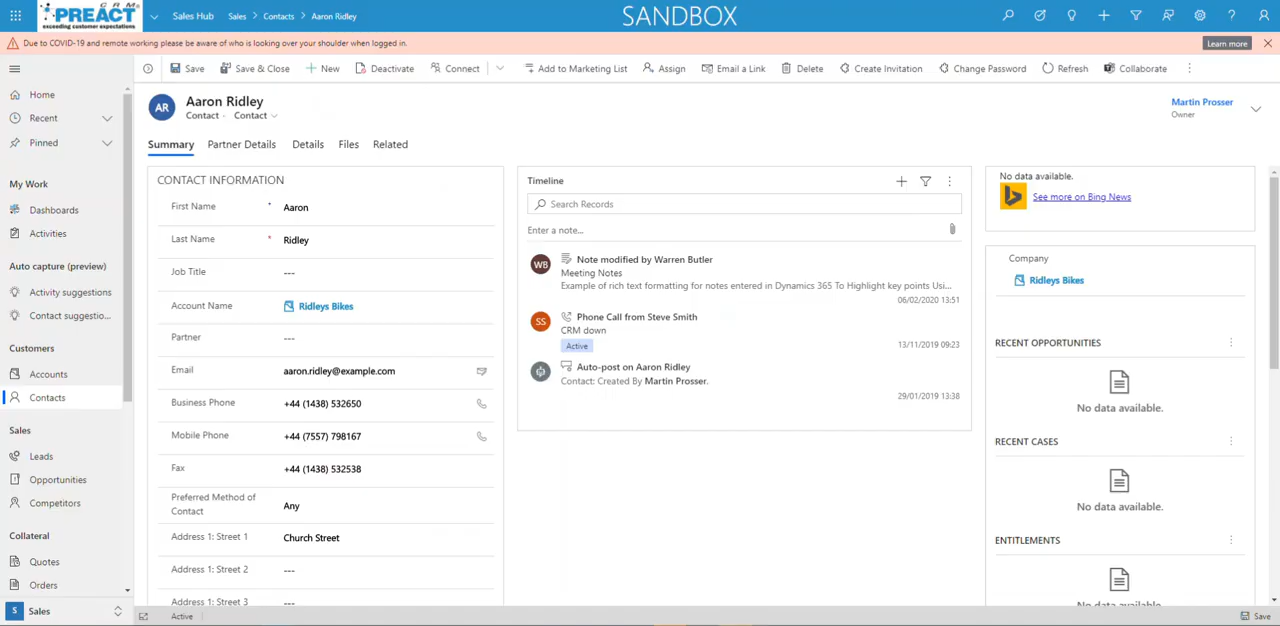 CRM
PREACT
exceeding customer expectations
Sales Hub
Sales > Contacts > Aaron Ridley
SANDBOX
Due to COVID-19 and remote working please be aware of who is looking over your shoulder when logged in.
Learn more
Save
Save & Close
New
Deactivate
Connect
Add to Marketing List
Assign
Email a Link
Delete
Create Invitation
Change Password
Refresh
Collaborate
Home
Recent
Pinned
My Work
Dashboards
Activities
Auto capture (preview)
Activity suggestions
Contact suggestio...
Customers
Accounts
Contacts
Sales
Leads
Opportunities
Competitors
Collateral
Quotes
Orders
S Sales
AR
Aaron Ridley
Contact · Contact
Martin Prosser
Owner
Summary
Partner Details
Details
Files
Related
CONTACT INFORMATION
First Name * Aaron
Last Name * Ridley
Job Title ---
Account Name Ridleys Bikes
Partner ---
Email aaron.ridley@example.com
Business Phone +44 (1438) 532650
Mobile Phone +44 (7557) 798167
Fax +44 (1438) 532538
Preferred Method of
Contact
Any
Address 1: Street 1 Church Street
Address 1: Street 2 ---
Address 1: Street 3 ---
Timeline
Search Records
Enter a note...
WB
Note modified by Warren Butler
Meeting Notes
Example of rich text formatting for notes entered in Dynamics 365 To Highlight key points Usi...
06/02/2020 13:51
SS
Phone Call from Steve Smith
CRM down
Active
13/11/2019 09:23
Auto-post on Aaron Ridley
Contact: Created By Martin Prosser.
29/01/2019 13:38
No data available.
See more on Bing News
Company
Ridleys Bikes
RECENT OPPORTUNITIES
No data available.
RECENT CASES
No data available.
ENTITLEMENTS
No data available.
Active
Save